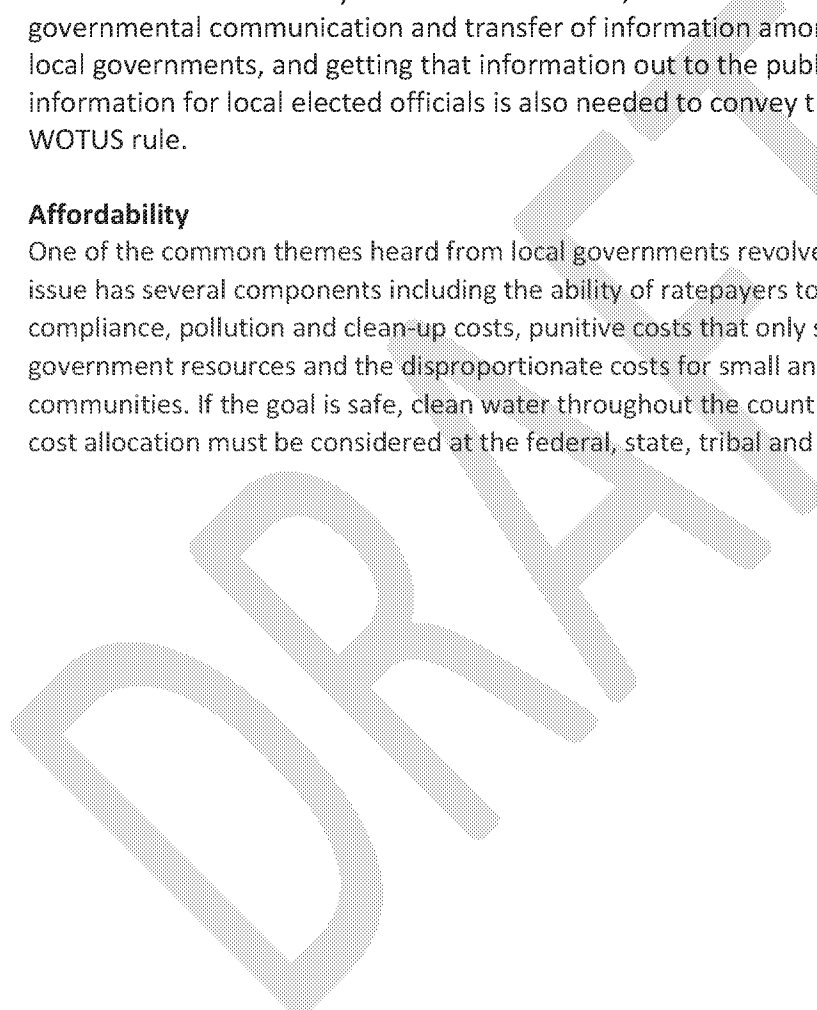 governmental communication and transfer of information amo
local governments, and getting that information out to the publ
information for local elected officials is also needed to convey t
WOTUS rule.
Affordability
One of the common themes heard from local governments revolve
issue has several components including the ability of ratepayers to
compliance, pollution and clean-up costs, punitive costs that only s
government resources and the disproportionate costs for small an
communities. If the goal is safe, clean water throughout the count
cost allocation must be considered at the federal, state, tribal and
DRAFT